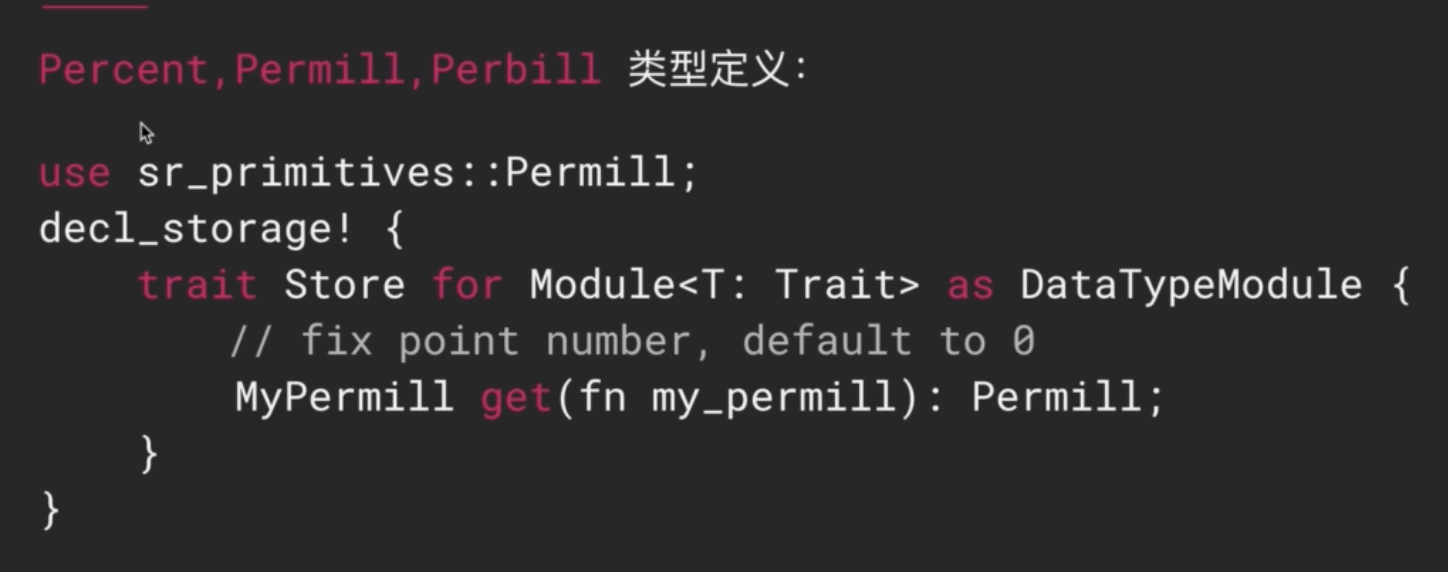 Percent,Permill,Perbill 类型定义:
use sr_primitives::Permill;
decl_storage! {
    trait Store for Module<T: Trait> as DataTypeModule {
        // fix point number, default to 0
        MyPermill get(fn my_permill): Permill;
    }
}